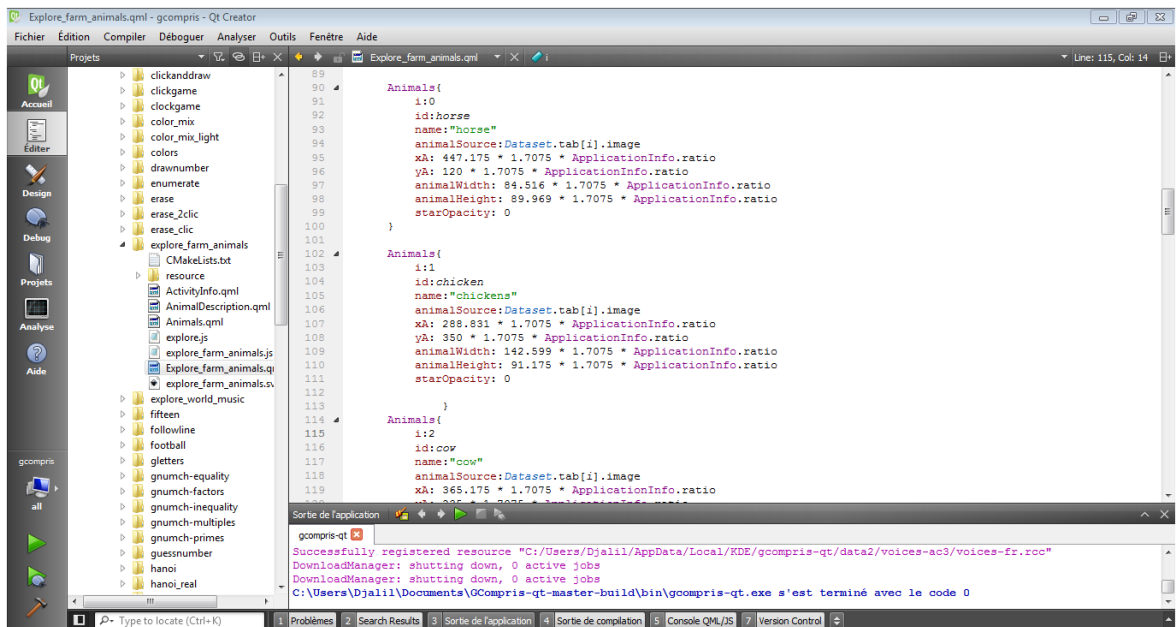 Explore_farm_animals.qml - gcompris - Qt Creator
Fichier Édition Compiler Déboguer Analyser Outils Fenêtre Aide
Projets
Explore_farm_animals.qml
i
Line: 115, Col: 14
Accueil
Éditer
Design
Debug
Projets
Analyse
Aide
gcompris
all
clickanddraw
clickgame
clockgame
color_mix
color_mix_light
colors
drawnumber
enumerate
erase
erase_2clic
erase_clic
explore_farm_animals
CMakeLists.txt
resource
ActivityInfo.qml
AnimalDescription.qml
Animals.qml
explore.js
explore_farm_animals.js
Explore_farm_animals.q
explore_farm_animals.sv
explore_world_music
fifteen
followline
football
gletters
gnumch-equality
gnumch-factors
gnumch-inequality
gnumch-multiples
gnumch-primes
guessnumber
hanoi
hanoi_real
89
90 Animals{
91 i:0
92 id:horse
93 name:"horse"
94 animalSource:Dataset.tab[i].image
95 xA: 447.175 * 1.7075 * ApplicationInfo.ratio
96 yA: 120 * 1.7075 * ApplicationInfo.ratio
97 animalWidth: 84.516 * 1.7075 * ApplicationInfo.ratio
98 animalHeight: 89.969 * 1.7075 * ApplicationInfo.ratio
99 starOpacity: 0
100 }
101
102 Animals{
103 i:1
104 id:chicken
105 name:"chickens"
106 animalSource:Dataset.tab[i].image
107 xA: 288.831 * 1.7075 * ApplicationInfo.ratio
108 yA: 350 * 1.7075 * ApplicationInfo.ratio
109 animalWidth: 142.599 * 1.7075 * ApplicationInfo.ratio
110 animalHeight: 91.175 * 1.7075 * ApplicationInfo.ratio
111 starOpacity: 0
112
113 }
114 Animals{
115 i:2
116 id:cow
117 name:"cow"
118 animalSource:Dataset.tab[i].image
119 xA: 365.175 * 1.7075 * ApplicationInfo.ratio
Sortie de l'application
gcompris-qt
Successfully registered resource "C:/Users/Djalil/AppData/Local/KDE/gcompris-qt/data2/voices-ac3/voices-fr.rcc"
DownloadManager: shutting down, 0 active jobs
DownloadManager: shutting down, 0 active jobs
C:\Users\Djalil\Documents\GCompris-qt-master-build\bin\gcompris-qt.exe s'est terminé avec le code 0
Type to locate (Ctrl+K)
1 Problèmes 2 Search Results 3 Sortie de l'application 4 Sortie de compilation 5 Console QML/JS 7 Version Control